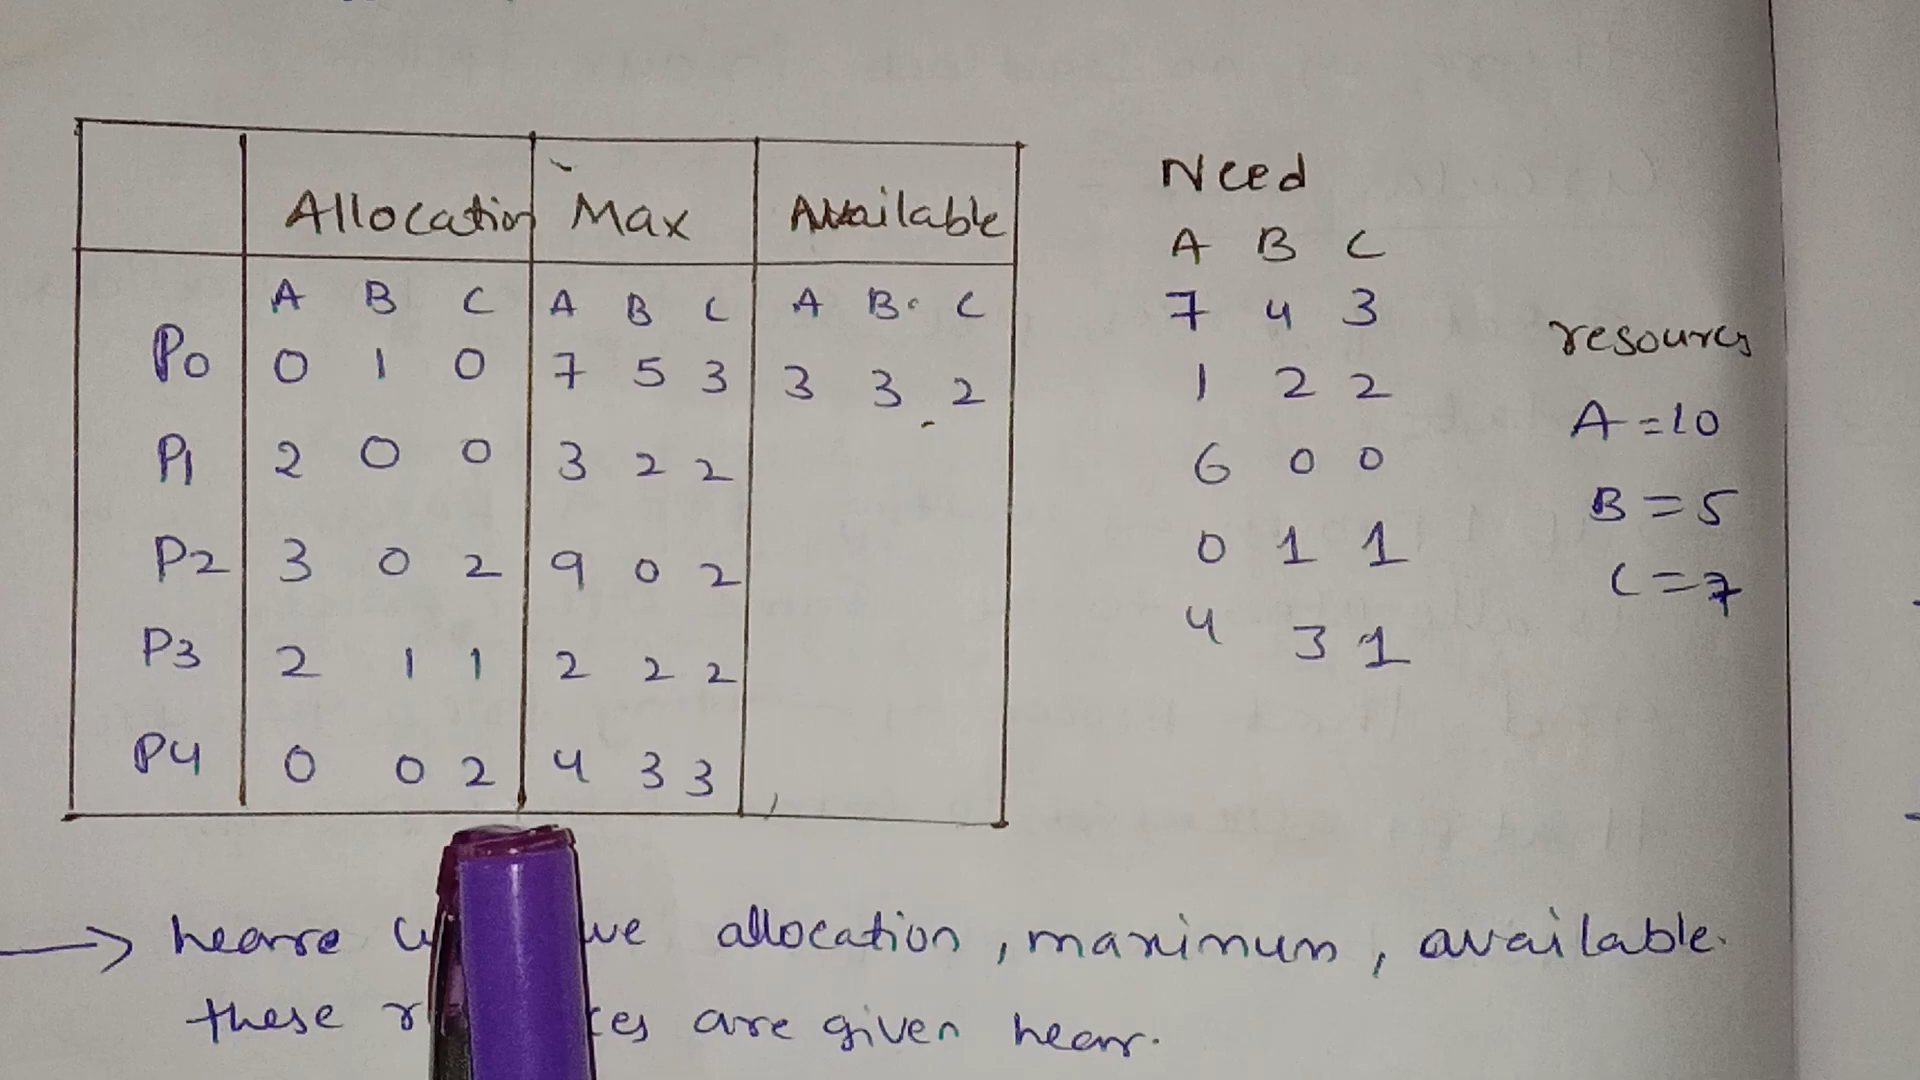 Allocation Max Available
A B C A B C A B C
P0 0 1 0 7 5 3 3 3 2
P1 2 0 0 3 2 2
P2 3 0 2 9 0 2
P3 2 1 1 2 2 2
P4 0 0 2 4 3 3
Need
A B C
7 4 3
1 2 2
6 0 0
0 1 1
4 3 1
resources
A = 10
B = 5
C = 7
→ hearre allocation, maximum, available.
these are given hear.